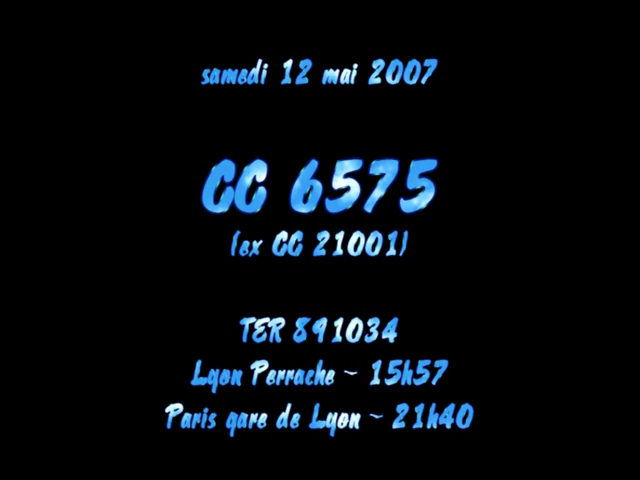 samedi 12 mai 2007
CC 6575
(ex CC 21001)
TER 891034
Lyon Perrache ~ 15h57
Paris gare de Lyon ~ 21h40